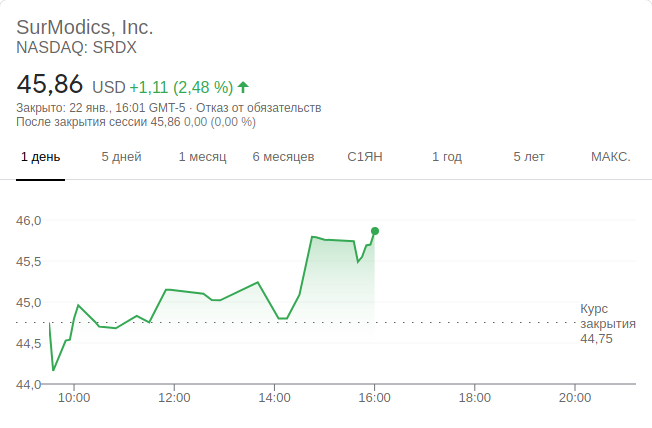 SurModics, Inc.
NASDAQ: SRDX
45,86 USD +1,11 (2,48 %) ↑
Закрыто: 22 янв., 16:01 GMT-5 · Отказ от обязательств
После закрытия сессии 45,86 0,00 (0,00 %)
1 день 5 дней 1 месяц 6 месяцев С1ЯН 1 год 5 лет МАКС.
46,0
45,5
45,0
Курс
закрытия
44,75
44,5
44,0
10:00 12:00 14:00 16:00 18:00 20:00